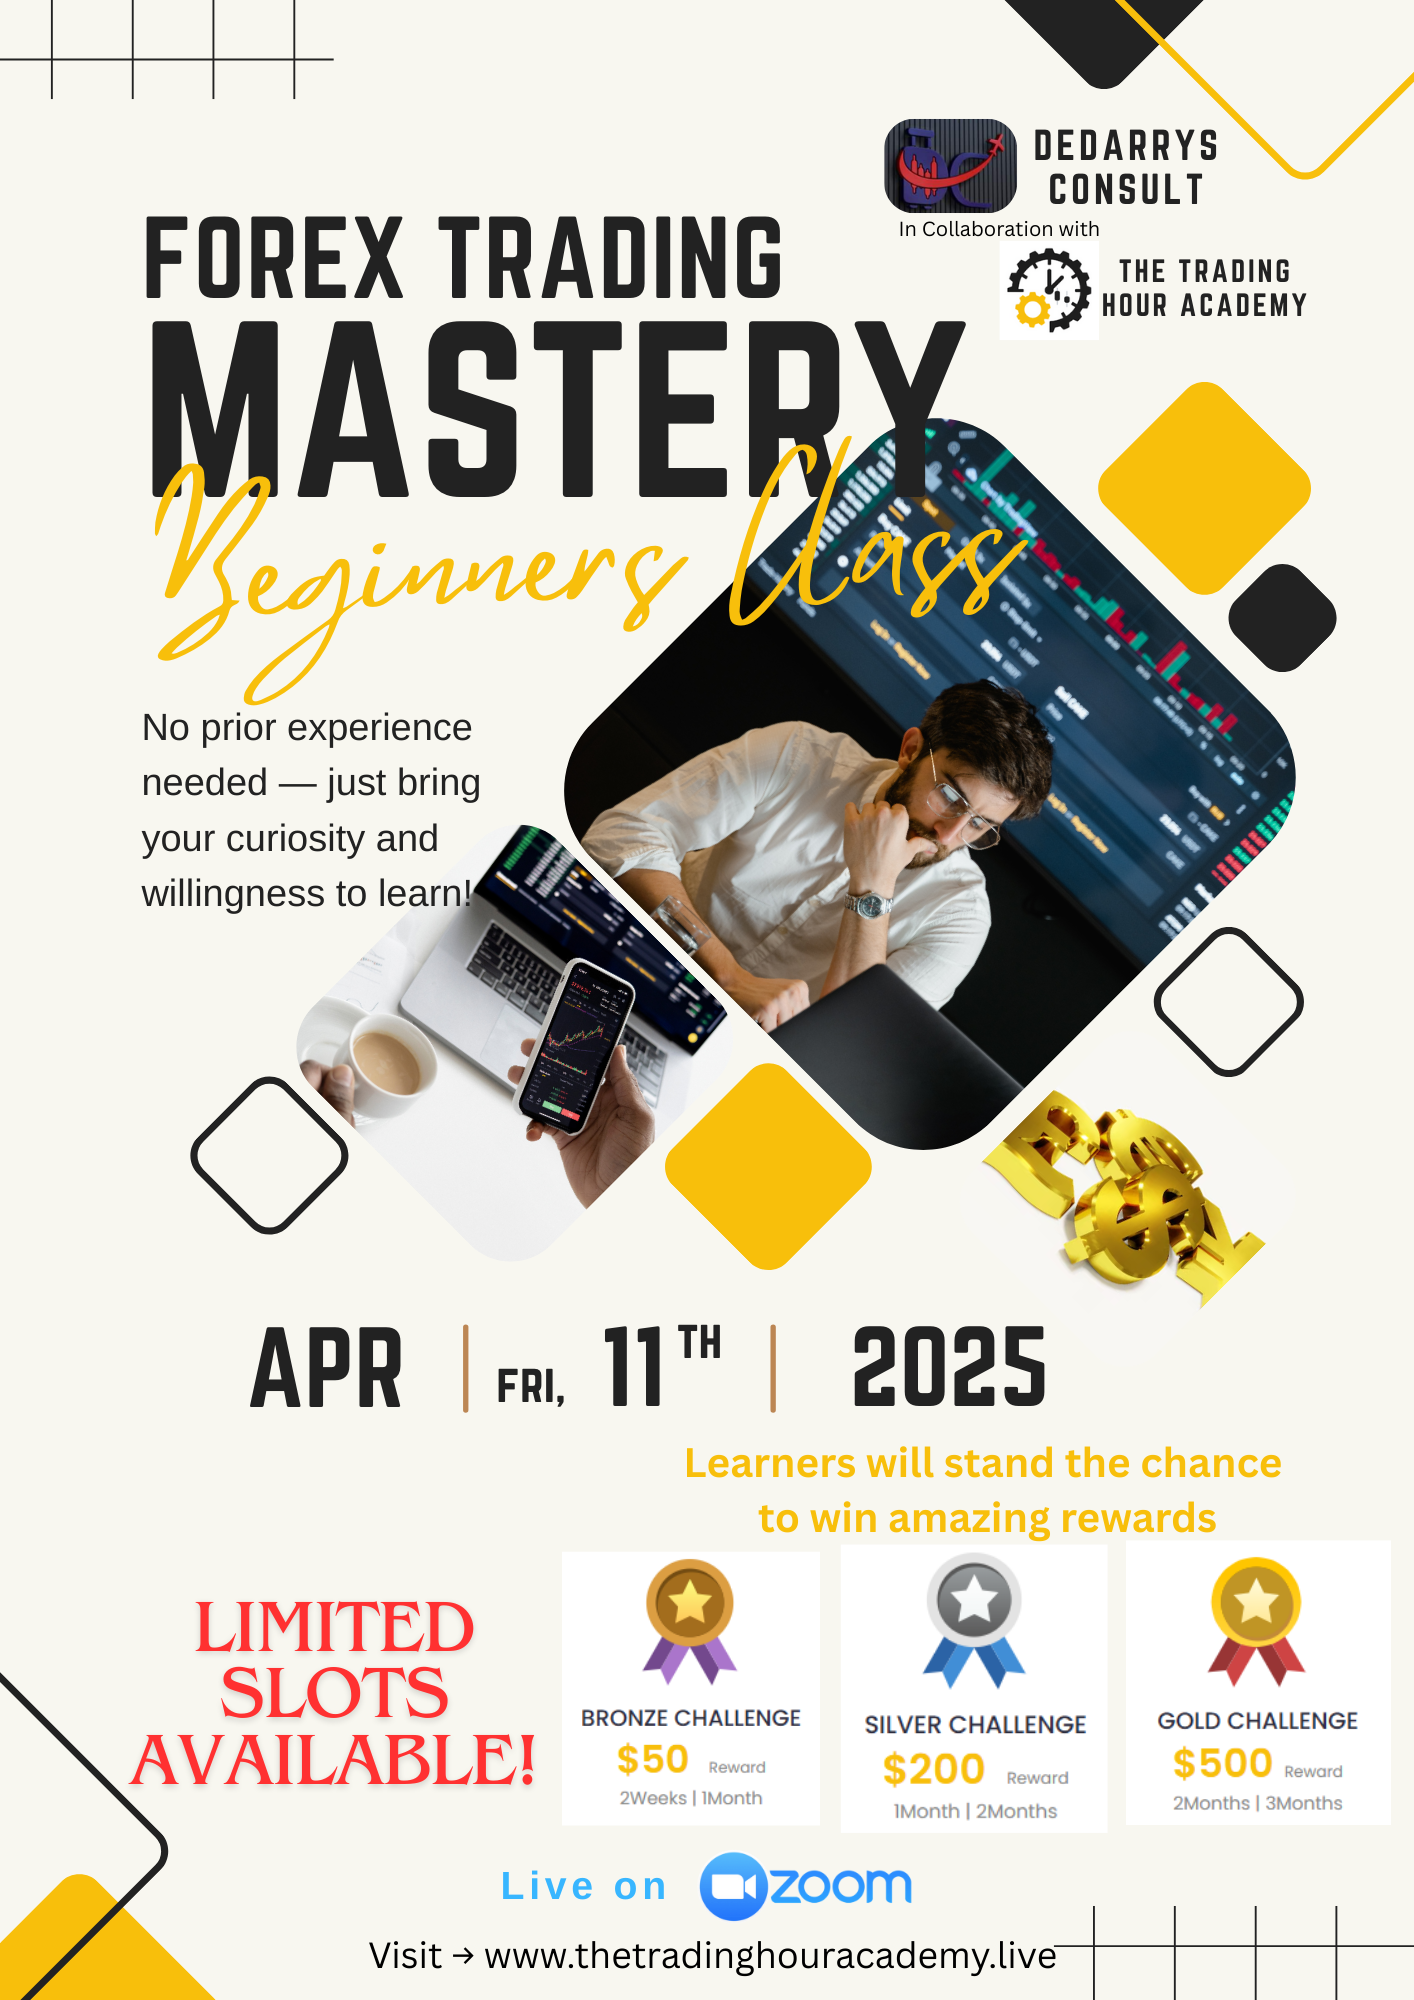 DEDARRYS
CONSULT
In Collaboration with
THE TRADING
HOUR ACADEMY
FOREX TRADING
MASTERY
Beginners Class
No prior experience
needed — just bring
your curiosity and
willingness to learn!
APR
FRI, 11TH
2025
Learners will stand the chance
to win amazing rewards
LIMITED
SLOTS
AVAILABLE!
BRONZE CHALLENGE
$50 Reward
2Weeks | 1Month
SILVER CHALLENGE
$200 Reward
1Month | 2Months
GOLD CHALLENGE
$500 Reward
2Months | 3Months
Live on zoom
Visit → www.thetradinghouracademy.live